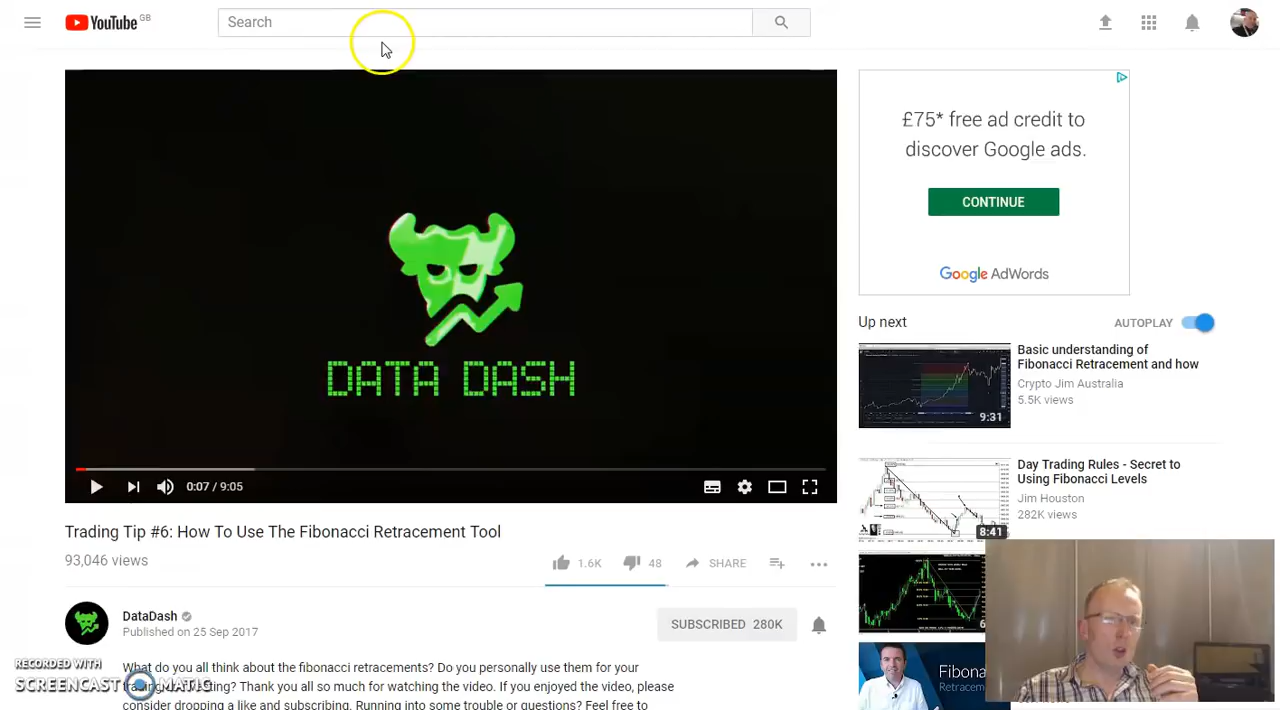 YouTube GB
Search
DATA DASH
0:07 / 9:05
Trading Tip #6: How To Use The Fibonacci Retracement Tool
93,046 views
1.6K
48
SHARE
DataDash
Published on 25 Sep 2017
SUBSCRIBED 280K
What do you all think about the fibonacci retracements? Do you personally use them for your
trading/investing? Thank you all so much for watching the video. If you enjoyed the video, please
consider dropping a like and subscribing. Running into some trouble or questions? Feel free to
RECORDED WITH
SCREENCAST MATIC
£75* free ad credit to
discover Google ads.
CONTINUE
Google AdWords
Up next
AUTOPLAY
Basic understanding of
Fibonacci Retracement and how
Crypto Jim Australia
5.5K views
9:31
Day Trading Rules - Secret to
Using Fibonacci Levels
Jim Houston
282K views
8:41